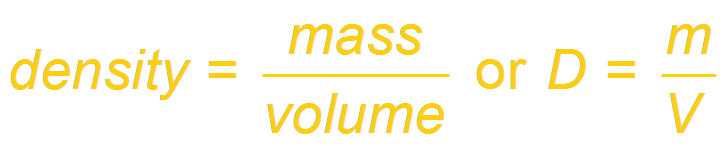 density = mass / volume or D = m / V